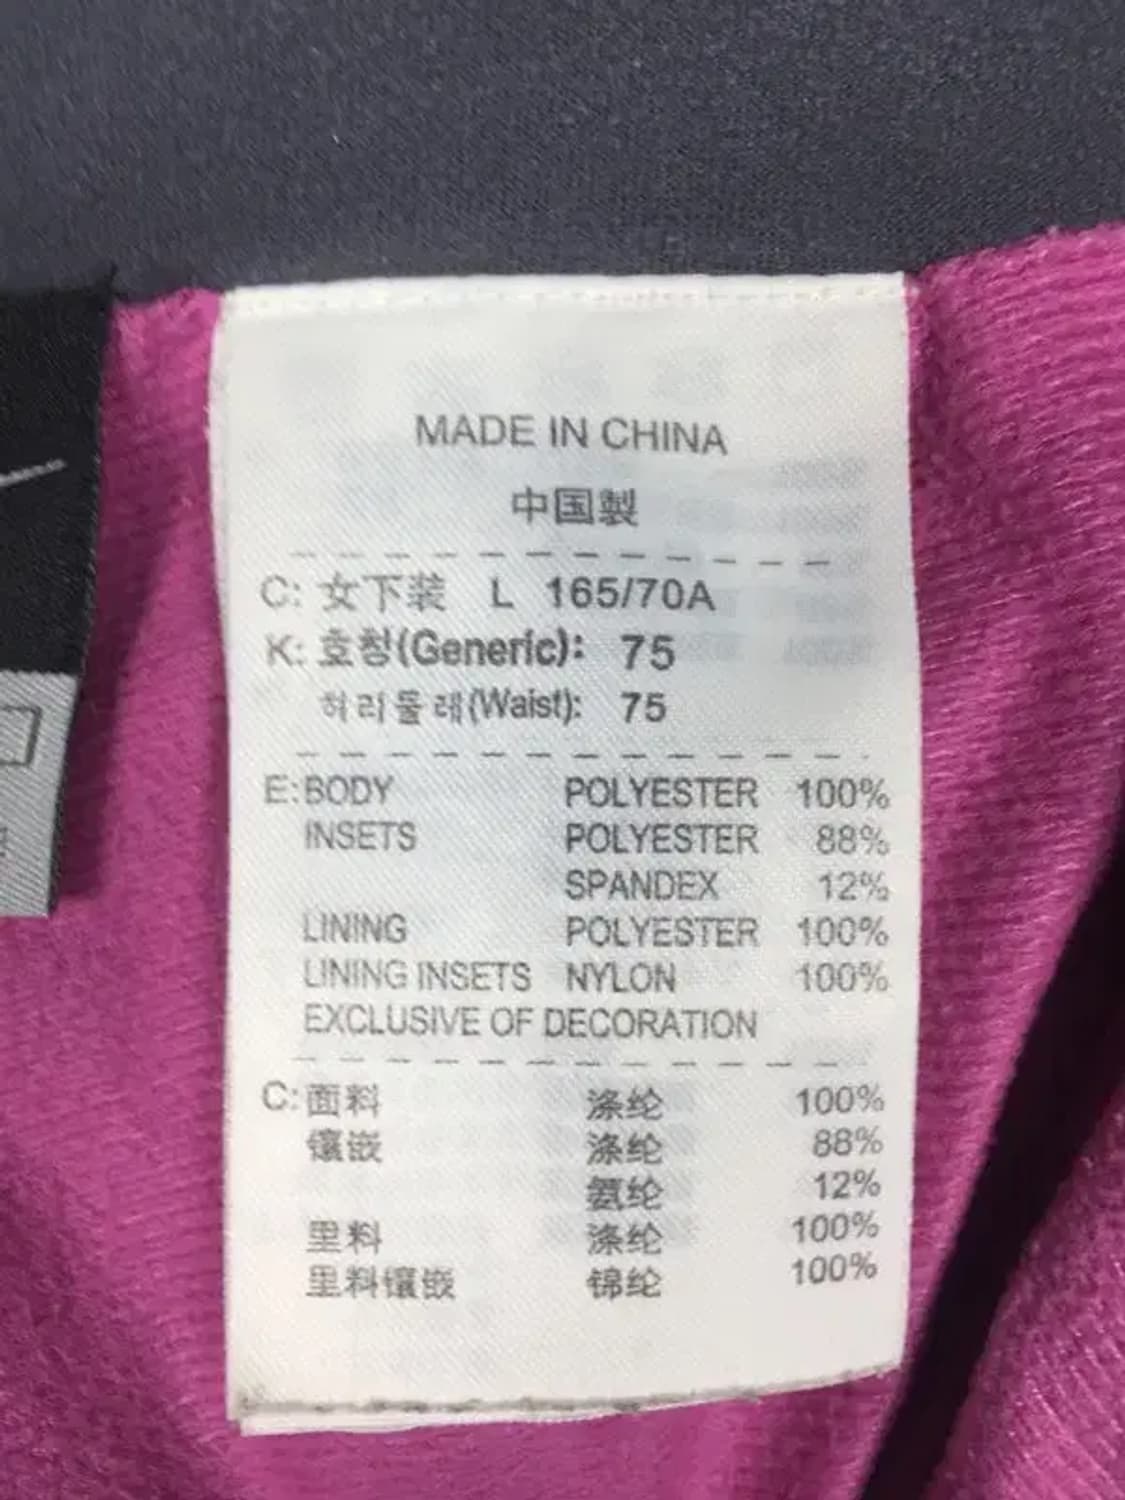 MADE IN CHINA
中国製
C: 女下装 L 165/70A
K: 호칭(Generic): 75
허리둘레(Waist): 75
E: BODY POLYESTER 100%
INSETS POLYESTER 88%
SPANDEX 12%
LINING POLYESTER 100%
LINING INSETS NYLON 100%
EXCLUSIVE OF DECORATION
C: 面料 涤纶 100%
镶嵌 涤纶 88%
氨纶 12%
里料 涤纶 100%
里料镶嵌 锦纶 100%